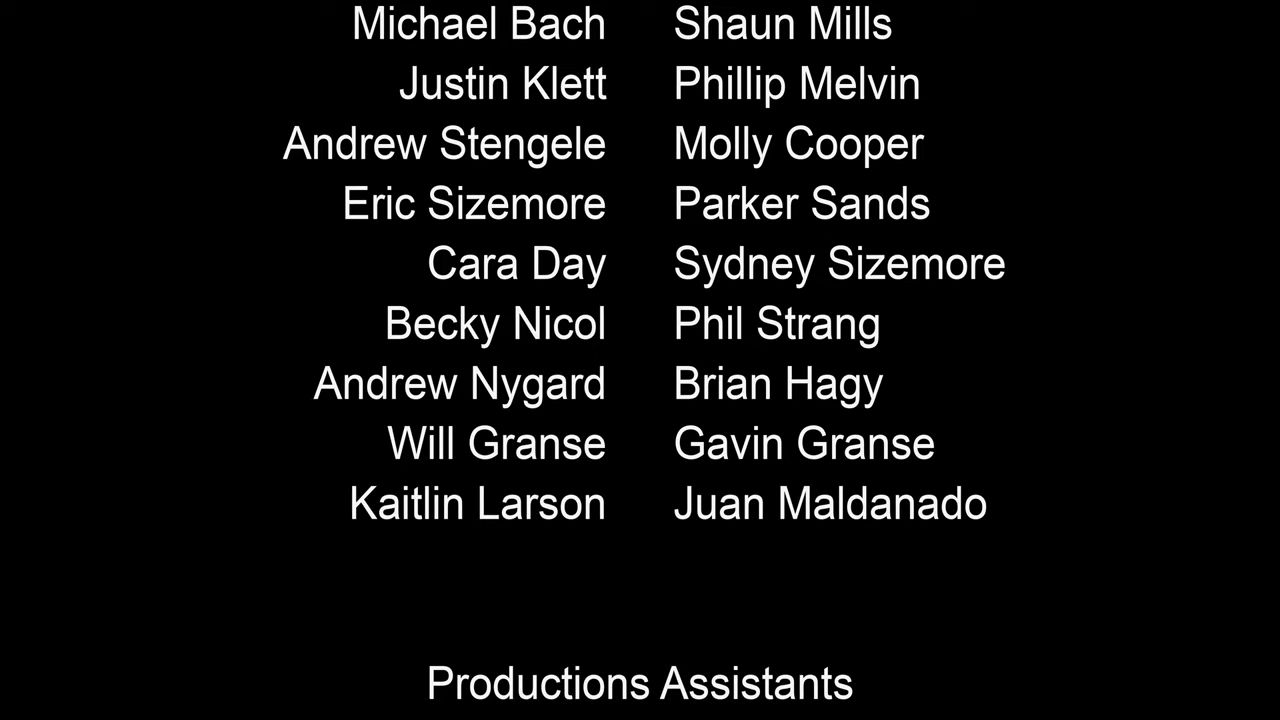 Michael Bach Shaun Mills
Justin Klett Phillip Melvin
Andrew Stengele Molly Cooper
Eric Sizemore Parker Sands
Cara Day Sydney Sizemore
Becky Nicol Phil Strang
Andrew Nygard Brian Hagy
Will Granse Gavin Granse
Kaitlin Larson Juan Maldanado
Productions Assistants